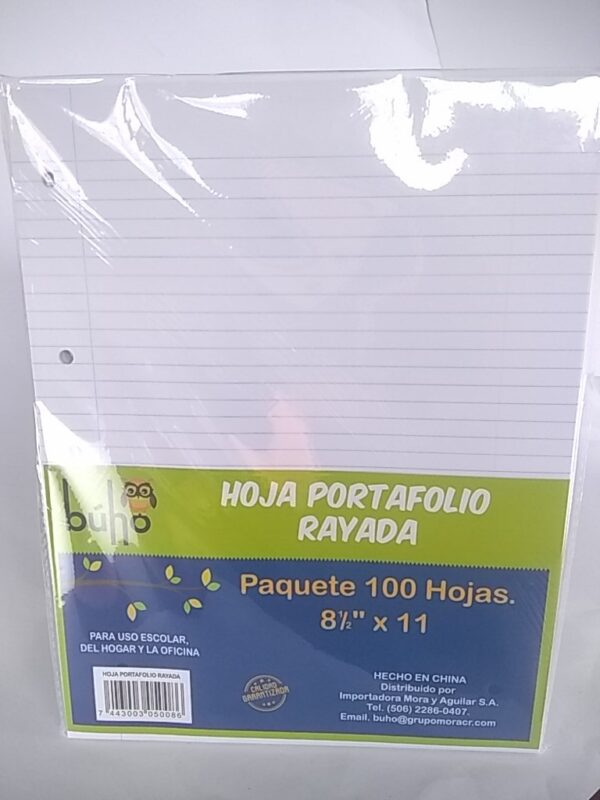 búho
HOJA PORTAFOLIO
RAYADA
Paquete 100 Hojas.
8½" x 11
PARA USO ESCOLAR,
DEL HOGAR Y LA OFICINA
HOJA PORTAFOLIO RAYADA
7 443003 050086
CALIDAD
GARANTIZADA
HECHO EN CHINA
Distribuido por
Importadora Mora y Aguilar S.A.
Tel. (506) 2286-0407.
Email. buho@grupomoracr.com